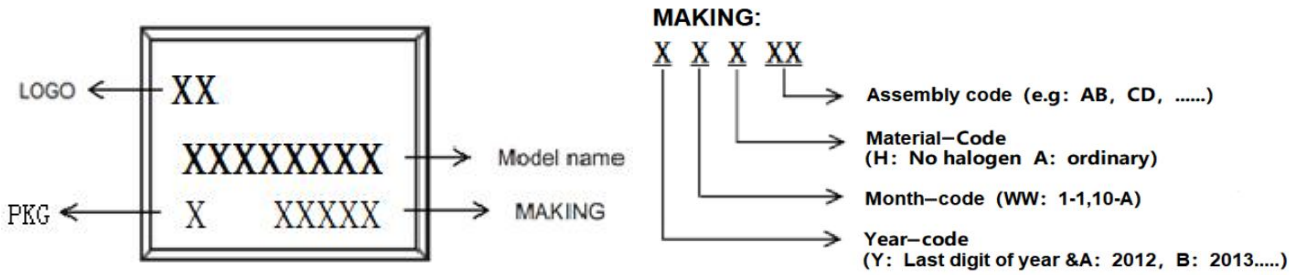 LOGO
XX
XXXXXXXX
Model name
PKG
X XXXXX
MAKING
MAKING:
X X X XX
Assembly code (e.g: AB, CD, ......)
Material-Code
(H: No halogen A: ordinary)
Month-code (WW: 1-1,10-A)
Year-code
(Y: Last digit of year &A: 2012, B: 2013.....)